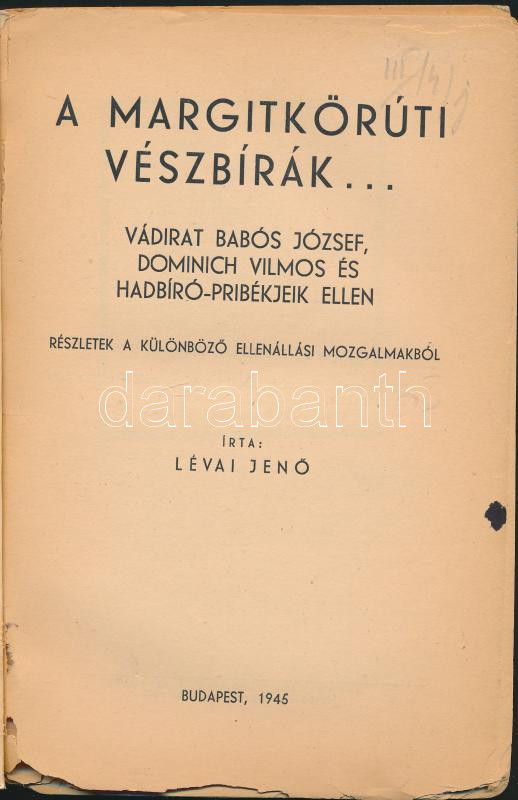 A MARGITKÖRÚTI
VÉSZBÍRÁK...
VÁDIRAT BABÓS JÓZSEF,
DOMINICH VILMOS ÉS
HADBÍRÓ-PRIBÉKJEIK ELLEN
RÉSZLETEK A KÜLÖNBÖZŐ ELLENÁLLÁSI MOZGALMAKBÓL
darabanth
ÍRTA:
LÉVAI JENŐ
BUDAPEST, 1945